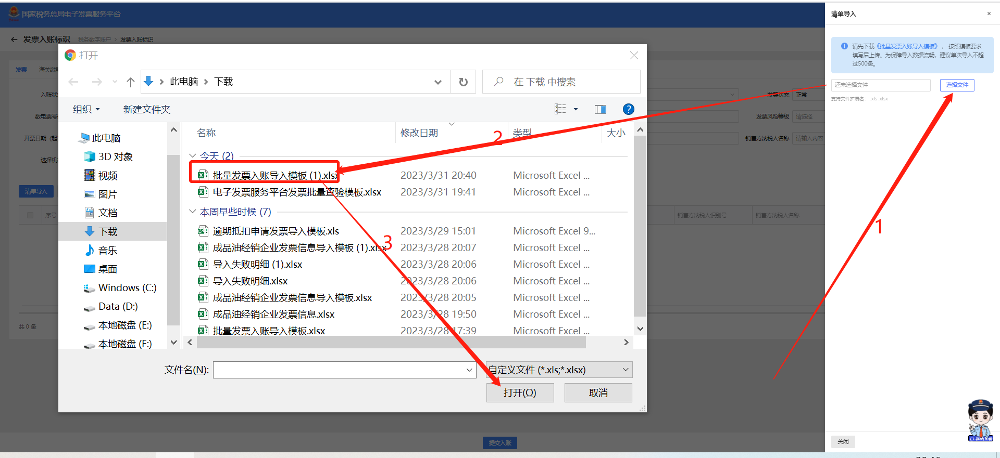 国家税务总局电子发票服务平台
发票入账标识 税务数字账户 > 发票入账标识
发票 海关缴
入账状
数电票号
开票日期（起
选择机
清单导入
序号
共 0 条
打开
此电脑 > 下载
在 下载 中搜索
组织 新建文件夹
此电脑
3D 对象
视频
图片
文档
下载
音乐
桌面
Windows (C:)
Data (D:)
本地磁盘 (E:)
本地磁盘 (F:)
名称 修改日期 类型 大小
今天 (2)
批量发票入账导入模板 (1).xlsx 2023/3/31 20:40 Microsoft Excel ...
电子发票服务平台发票批量查验模板.xlsx 2023/3/31 19:41 Microsoft Excel ...
本周早些时候 (7)
逾期抵扣申请发票导入模板.xls 2023/3/29 15:01 Microsoft Excel 9...
成品油经销企业发票信息导入模板 (1).xlsx 2023/3/28 20:07 Microsoft Excel ...
导入失败明细 (1).xlsx 2023/3/28 20:06 Microsoft Excel ...
导入失败明细.xlsx 2023/3/28 20:06 Microsoft Excel ...
成品油经销企业发票信息导入模板.xlsx 2023/3/28 20:05 Microsoft Excel ...
成品油经销企业发票信息.xlsx 2023/3/28 19:50 Microsoft Excel ...
批量发票入账导入模板.xlsx 2023/3/28 17:39 Microsoft Excel ...
文件名(N):
自定义文件 (*.xls;*.xlsx)
打开(O) 取消
2
3
1
发票状态 正常
发票风险等级 请选择
销售方纳税人名称 请输入内容
销售方纳税人识别号 销售方纳税人名称
提交入账
清单导入 ×
请先下载《批量发票入账导入模板》，按照模板要求
填写后上传。为保障导入数据流畅，建议单次导入不超
过500条。
还未选择文件 选择文件
支持文件扩展名： .xls .xlsx
关闭